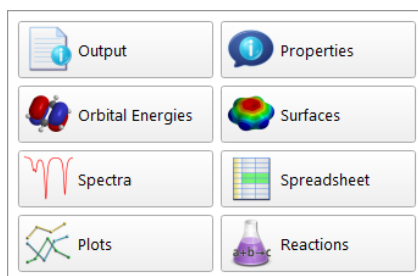 Output
Properties
Orbital Energies
Surfaces
Spectra
Spreadsheet
Plots
a+b→c
Reactions